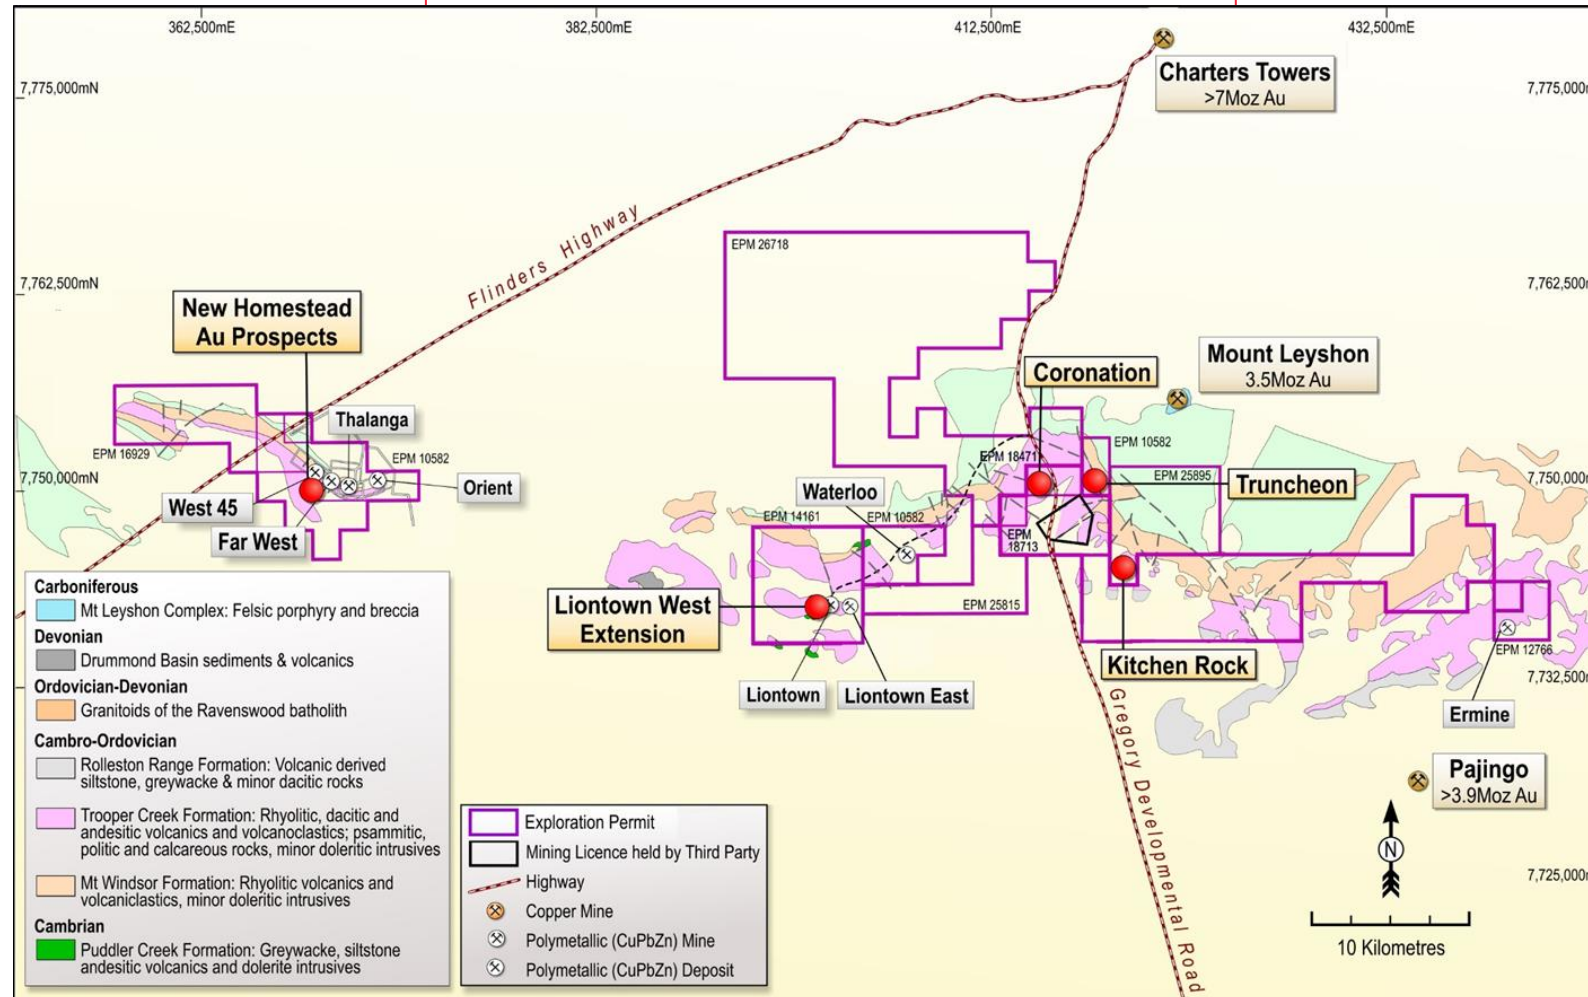 362,500mE
382,500mE
412,500mE
432,500mE
7,775,000mN
7,775,000m
Charters Towers
>7Moz Au
Flinders Highway
EPM 26718
7,762,500mN
7,762,500m
New Homestead
Au Prospects
Mount Leyshon
3.5Moz Au
Coronation
Thalanga
EPM 16929
EPM 10582
EPM 10582
EPM 18471
7,750,000mN
7,750,000m
EPM 25895
Truncheon
Orient
West 45
Waterloo
Far West
EPM 14161
EPM 10582
EPM
18713
Liontown West
Extension
EPM 25815
Kitchen Rock
EPM 12766
Liontown
Liontown East
7,732,500m
Ermine
Gregory Developmental Road
Pajingo
>3.9Moz Au
7,725,000m
N
10 Kilometres
Carboniferous
Mt Leyshon Complex: Felsic porphyry and breccia
Devonian
Drummond Basin sediments & volcanics
Ordovician-Devonian
Granitoids of the Ravenswood batholith
Cambro-Ordovician
Rolleston Range Formation: Volcanic derived
siltstone, greywacke & minor dacitic rocks
Trooper Creek Formation: Rhyolitic, dacitic and
andesitic volcanics and volcanoclastics; psammitic,
politic and calcareous rocks, minor doleritic intrusives
Mt Windsor Formation: Rhyolitic volcanics and
volcaniclastics, minor doleritic intrusives
Cambrian
Puddler Creek Formation: Greywacke, siltstone
andesitic volcanics and dolerite intrusives
Exploration Permit
Mining Licence held by Third Party
Highway
Copper Mine
Polymetallic (CuPbZn) Mine
Polymetallic (CuPbZn) Deposit